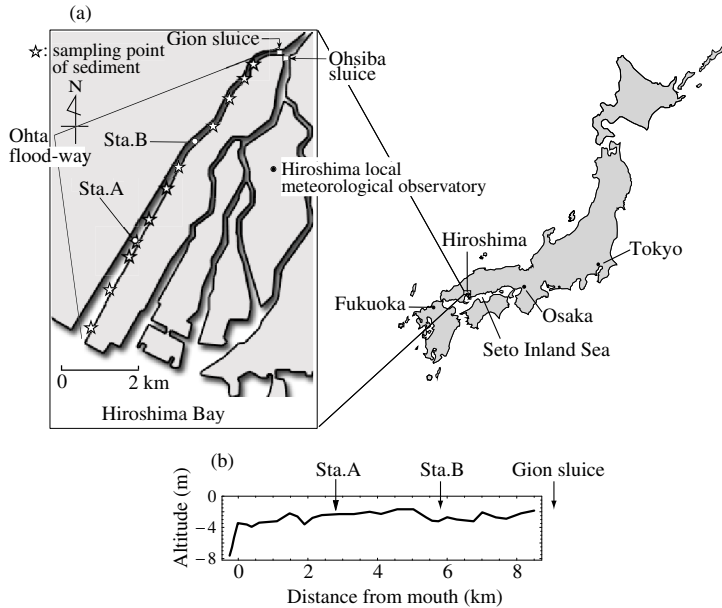 (a)
Gion sluice
: sampling point
of sediment
Ohsiba
sluice
N
Ohta
flood-way
Sta.B
Hiroshima local
meteorological observatory
Sta.A
0 2 km
Hiroshima Bay
Hiroshima
Tokyo
Fukuoka
Osaka
Seto Inland Sea
(b)
Sta.A Sta.B Gion sluice
Altitude (m)
0
−4
−8
0 2 4 6 8
Distance from mouth (km)